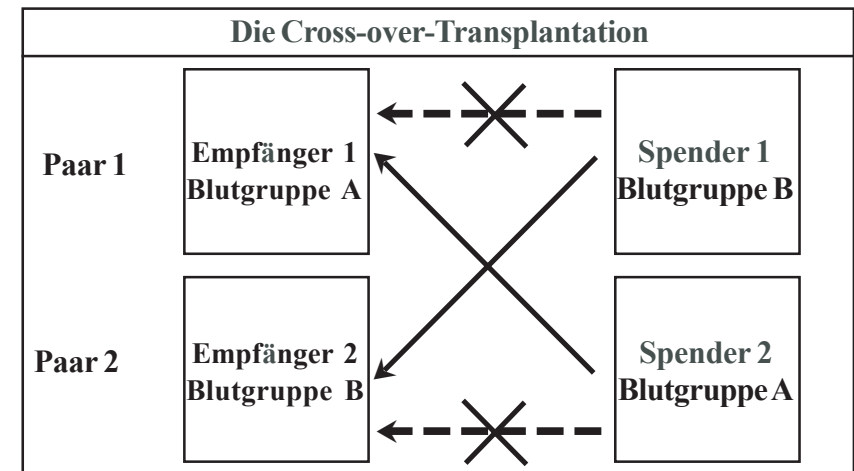 Die Cross-over-Transplantation
Paar 1
Empfänger 1
Blutgruppe A
Spender 1
Blutgruppe B
Paar 2
Empfänger 2
Blutgruppe B
Spender 2
Blutgruppe A